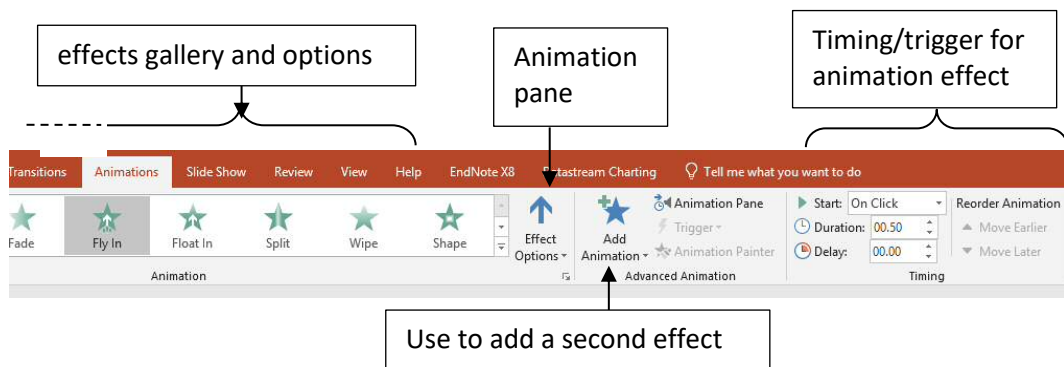 effects gallery and options
Animation
pane
Timing/trigger for
animation effect
Transitions Animations Slide Show Review View Help EndNote X8 Charting Tell me what you want to do
Fade Fly In Float In Split Wipe Shape
Effect
Options
Add
Animation
Animation Pane
Trigger
Animation Painter
Start: On Click
Duration: 00.50
Delay: 00.00
Reorder Animation
Move Earlier
Move Later
Animation Advanced Animation Timing
Use to add a second effect